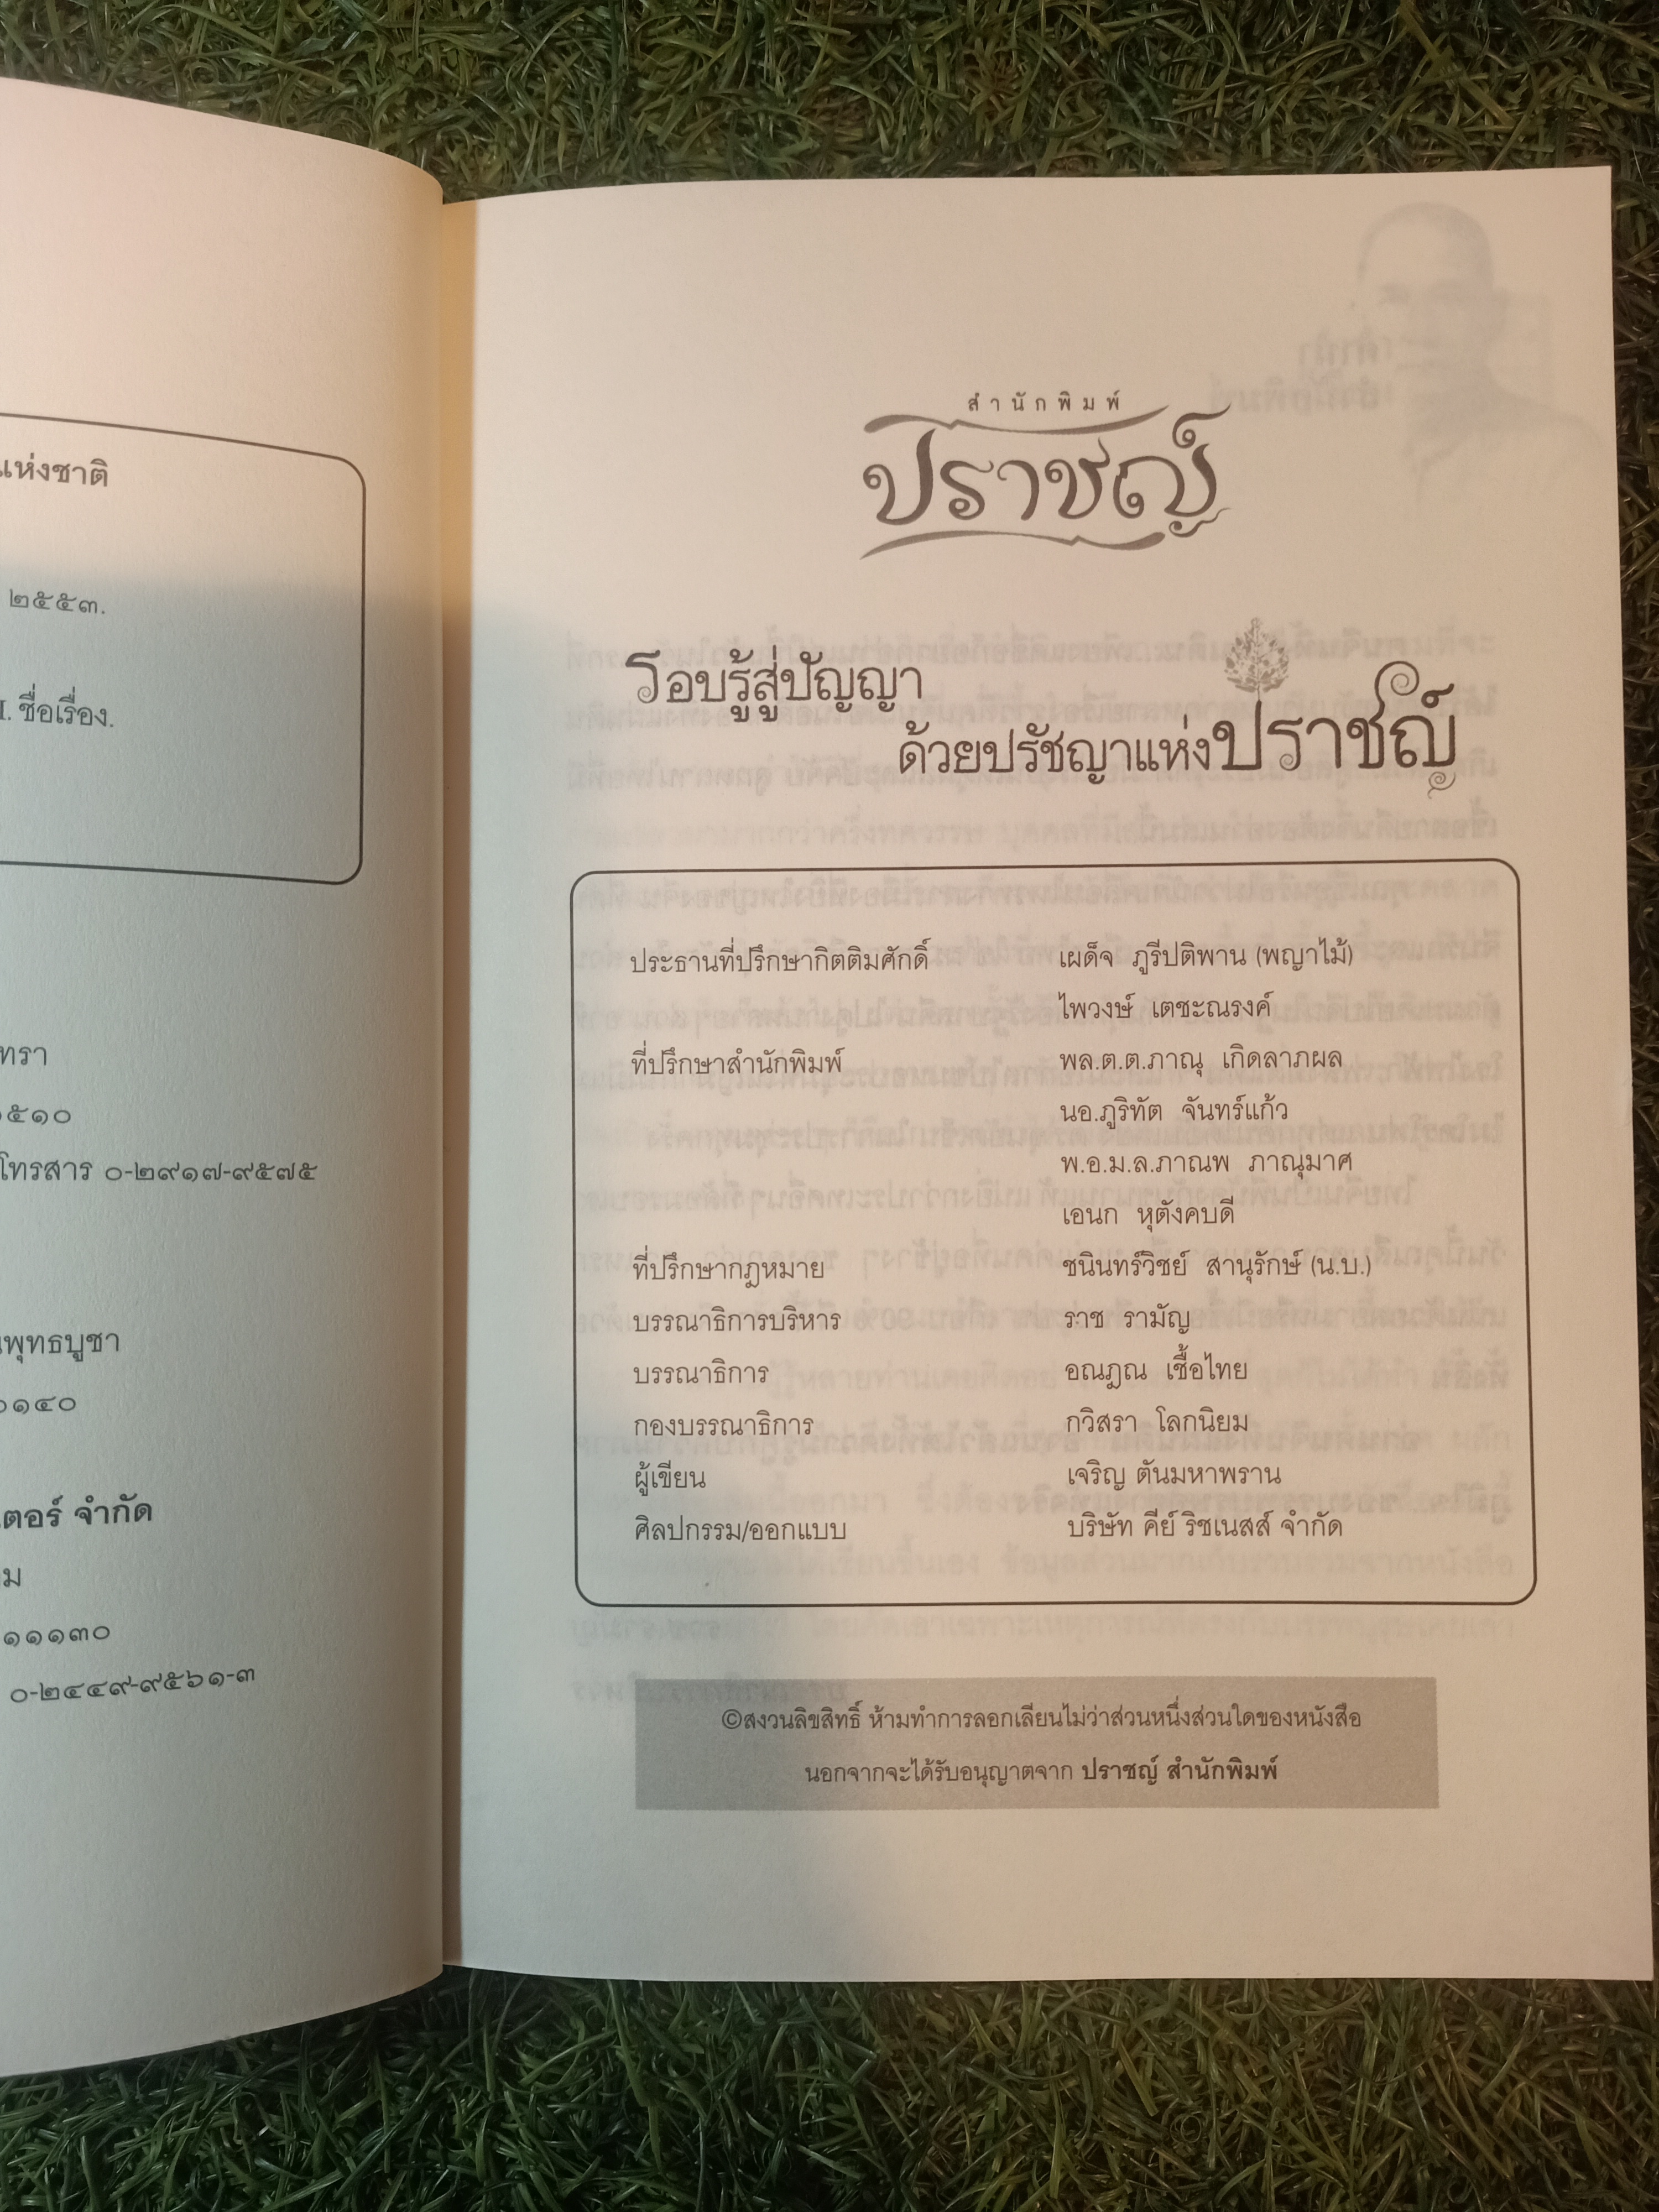 แห่งชาติ
๒๕๕๓.
ชื่อเรื่อง.
๕๑๐
โทรสาร ๐-๒๙๑๗-๙๕๗๕
พุทธบูชา
๑๔๐
จำกัด
๑๑๑๓๐
๐-๒๔๔๙-๙๕๖๑-๓
สำนักพิมพ์
ปราชญ์
รอบรู้สู่ปัญญา
ด้วยปรัชญาแห่งปราชญ์
ประธานที่ปรึกษากิตติมศักดิ์ เผด็จ ภูรีปติพาน (พญาไม้)
ไพวงษ์ เตชะณรงค์
ที่ปรึกษาสำนักพิมพ์ พล.ต.ต.ภาณุ เกิดลาภผล
นอ.ภูริทัต จันทร์แก้ว
พ.อ.ม.ล.ภาณพ ภาณุมาศ
เอนก หุตังคบดี
ที่ปรึกษากฎหมาย ชนินทร์วิชย์ สานุรักษ์ (น.บ.)
บรรณาธิการบริหาร ราช รามัญ
บรรณาธิการ อณฎณ เชื้อไทย
กองบรรณาธิการ กวิสรา โลกนิยม
ผู้เขียน เจริญ ตันมหาพราน
ศิลปกรรม/ออกแบบ บริษัท คีย์ ริชเนสส์ จำกัด
©สงวนลิขสิทธิ์ ห้ามทำการลอกเลียนไม่ว่าส่วนหนึ่งส่วนใดของหนังสือ
นอกจากจะได้รับอนุญาตจาก ปราชญ์ สำนักพิมพ์